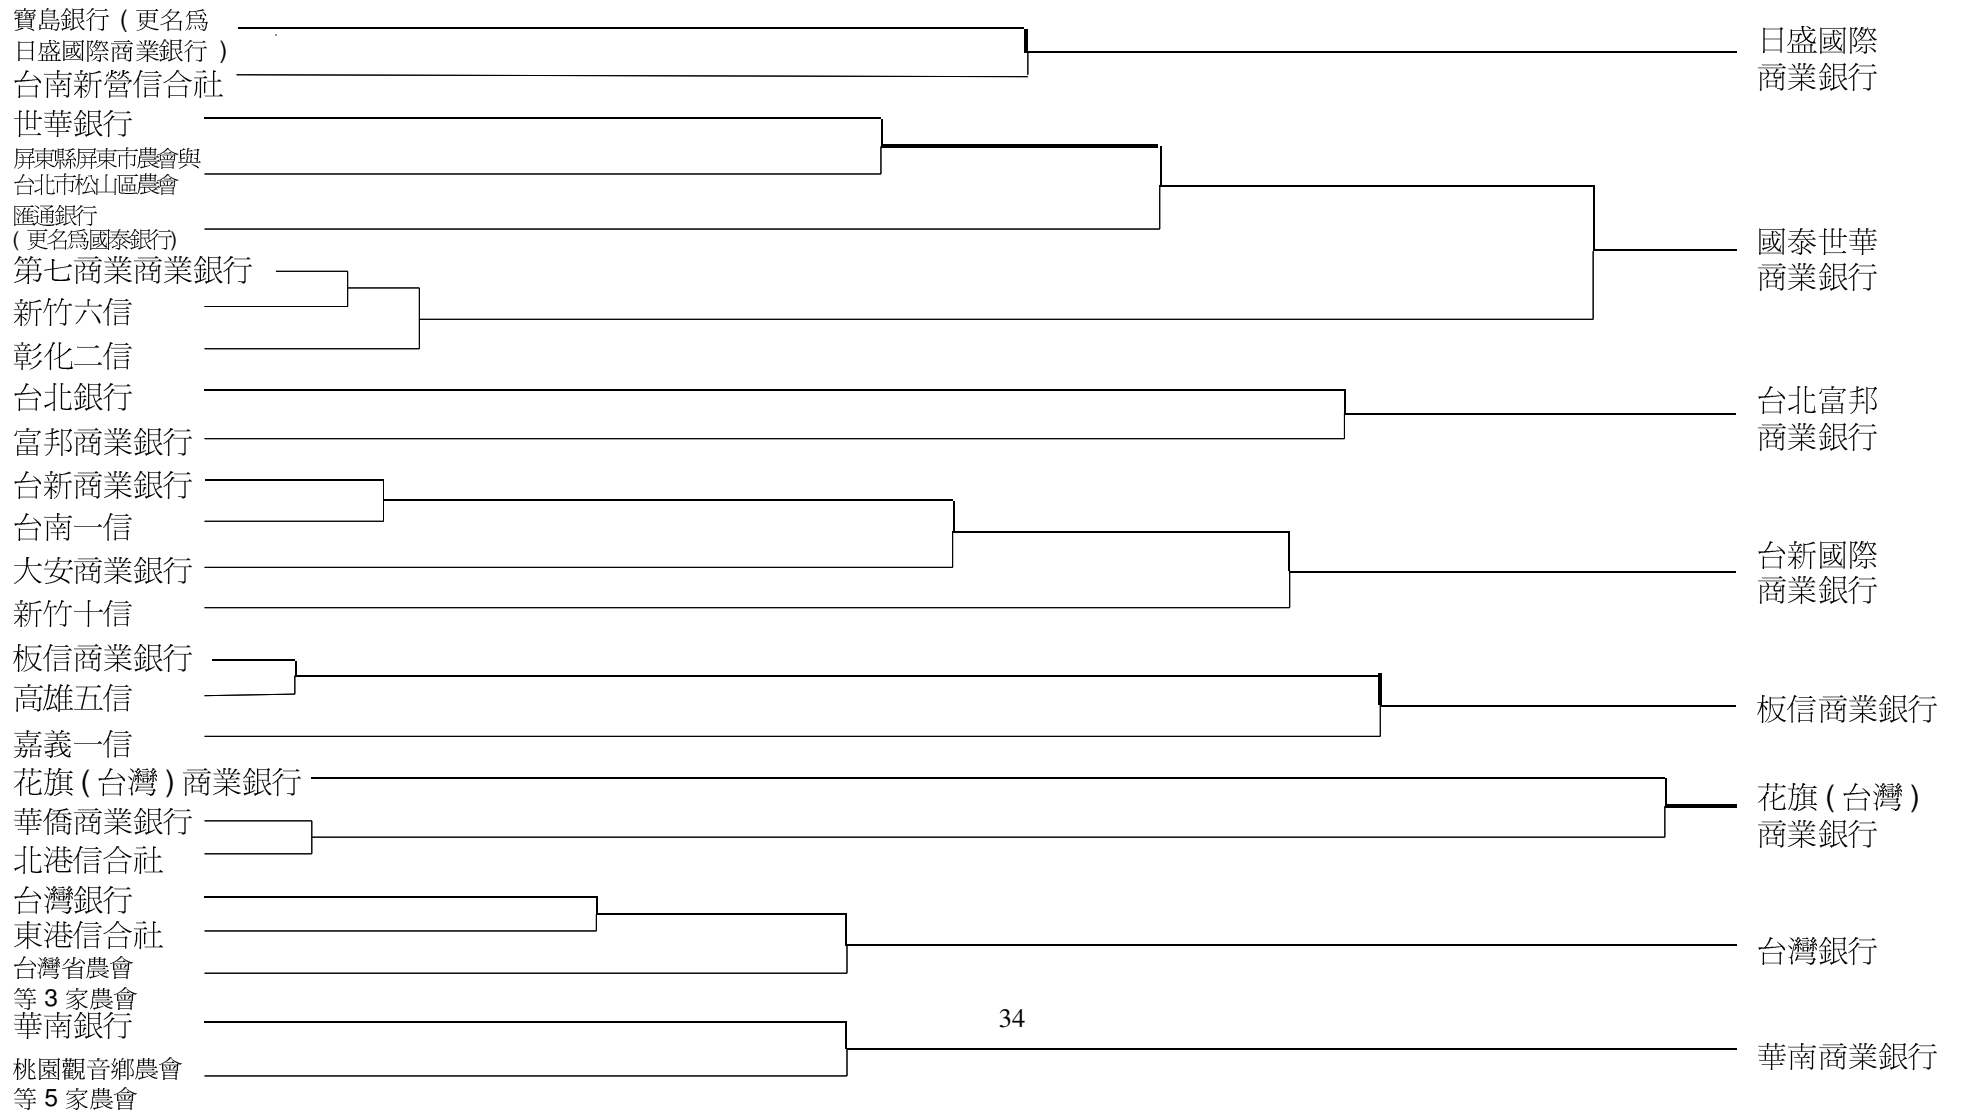 寶島銀行 ( 更名為
日盛國際商業銀行 )
台南新營信合社
日盛國際
商業銀行
世華銀行
屏東縣屏東市農會與
台北市松山區農會
匯通銀行
( 更名為國泰銀行)
第七商業商業銀行
新竹六信
彰化二信
國泰世華
商業銀行
台北銀行
富邦商業銀行
台北富邦
商業銀行
台新商業銀行
台南一信
大安商業銀行
新竹十信
台新國際
商業銀行
板信商業銀行
高雄五信
嘉義一信
板信商業銀行
花旗 ( 台灣 ) 商業銀行
華僑商業銀行
北港信合社
花旗 ( 台灣 )
商業銀行
台灣銀行
東港信合社
台灣省農會
等 3 家農會
台灣銀行
華南銀行
桃園觀音鄉農會
等 5 家農會
華南商業銀行
34